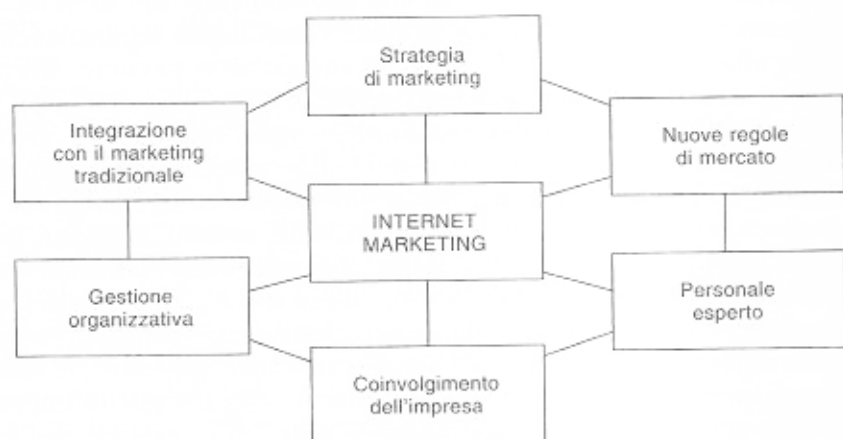 Strategia
di marketing
Integrazione
con il marketing
tradizionale
Nuove regole
di mercato
INTERNET
MARKETING
Gestione
organizzativa
Personale
esperto
Coinvolgimento
dell'impresa